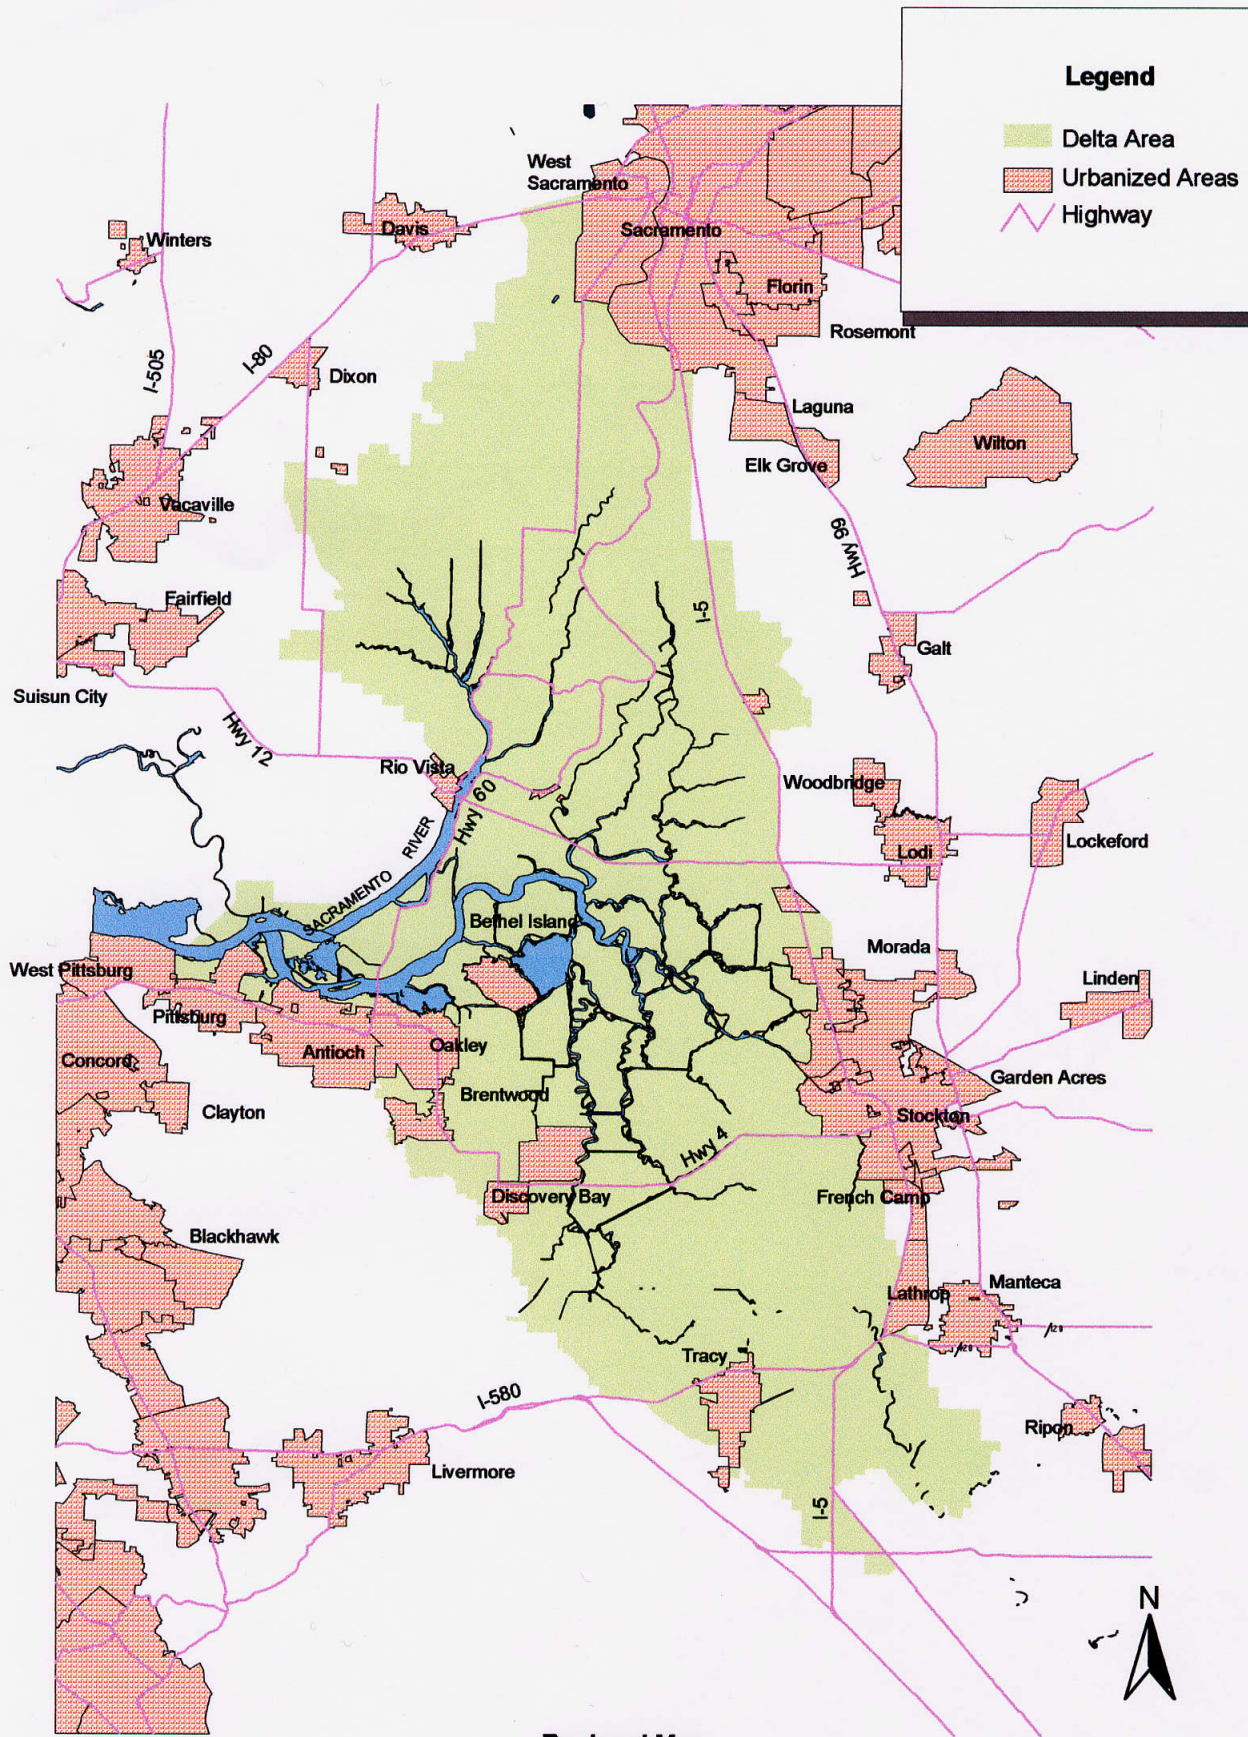 Legend
Delta Area
Urbanized Areas
Highway
West
Sacramento
Davis
Sacramento
Winters
Florin
Rosemont
I-505
I-80
Dixon
Laguna
Wilton
Elk Grove
Vacaville
Hwy 99
Fairfield
I-5
Galt
Suisun City
Hwy 12
Rio Vista
Woodbridge
Hwy 60
SACRAMENTO RIVER
Lockeford
Lodi
Bethel Island
Morada
West Pittsburg
Linden
Pittsburg
Antioch
Oakley
Concord
Garden Acres
Brentwood
Clayton
Stockton
Hwy 4
Discovery Bay
French Camp
Blackhawk
Manteca
Lathrop
120
120
Tracy
I-580
Ripon
Livermore
I-5
N